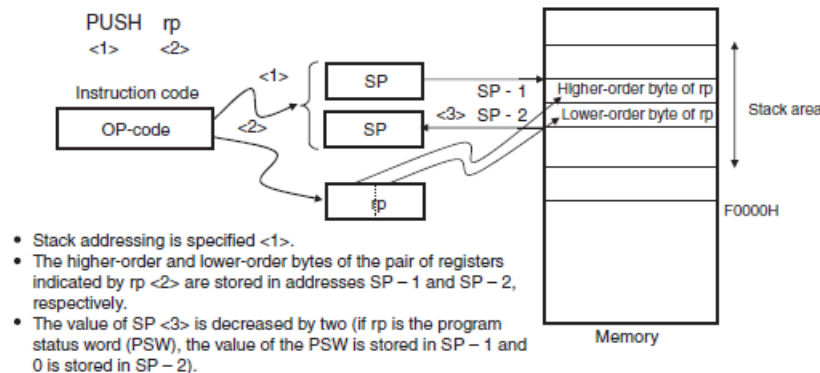 PUSH rp
<1> <2>
Instruction code
OP-code
<1>
<2>
SP
SP
rp
SP - 1
<3> SP - 2
Higher-order byte of rp
Lower-order byte of rp
Stack area
F0000H
Memory
• Stack addressing is specified <1>.
• The higher-order and lower-order bytes of the pair of registers
indicated by rp <2> are stored in addresses SP – 1 and SP – 2,
respectively.
• The value of SP <3> is decreased by two (if rp is the program
status word (PSW), the value of the PSW is stored in SP – 1 and
0 is stored in SP – 2).